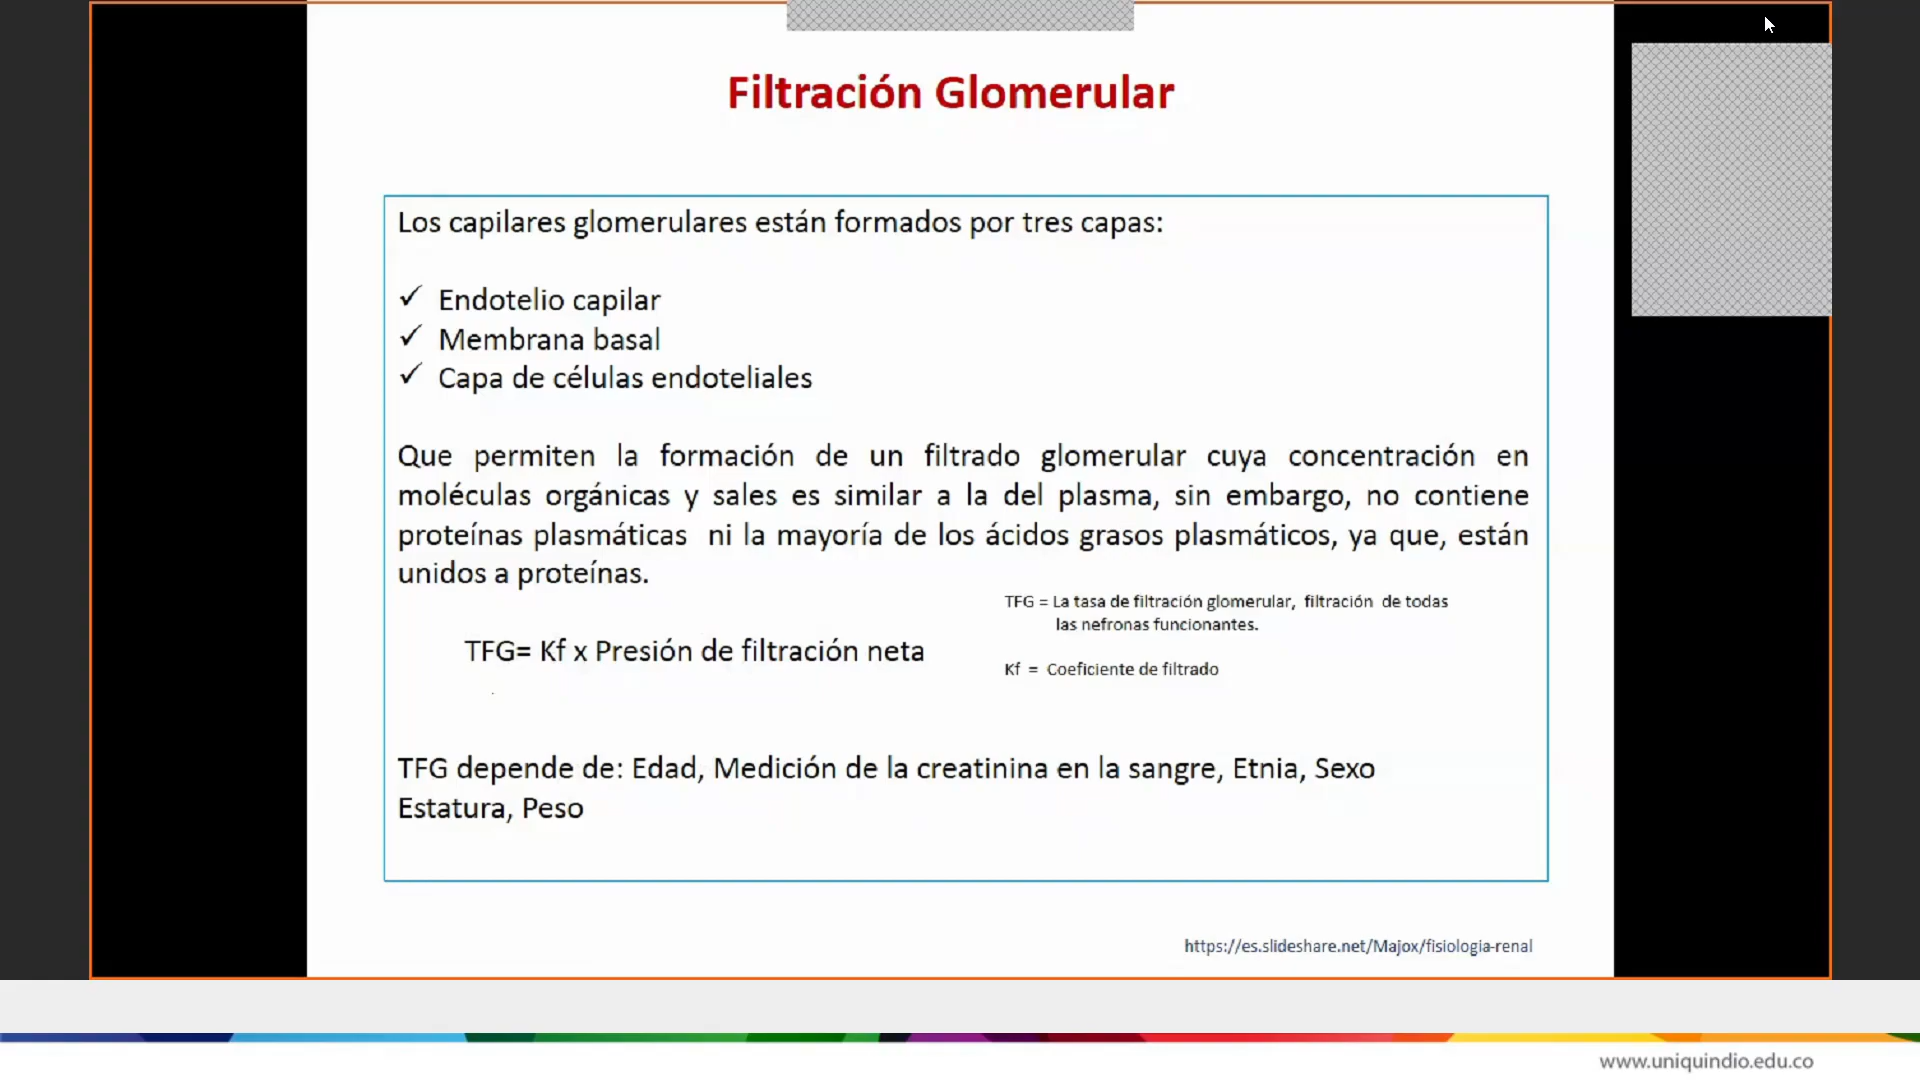 Filtración Glomerular
Los capilares glomerulares están formados por tres capas:
✓ Endotelio capilar
✓ Membrana basal
✓ Capa de células endoteliales
Que permiten la formación de un filtrado glomerular cuya concentración en
moléculas orgánicas y sales es similar a la del plasma, sin embargo, no contiene
proteínas plasmáticas ni la mayoría de los ácidos grasos plasmáticos, ya que, están
unidos a proteínas.
TFG = La tasa de filtración glomerular, filtración de todas
las nefronas funcionantes.
TFG= Kf x Presión de filtración neta
Kf = Coeficiente de filtrado
TFG depende de: Edad, Medición de la creatinina en la sangre, Etnia, Sexo
Estatura, Peso
https://es.slideshare.net/Majox/fisiologia-renal
www.uniquindio.edu.co